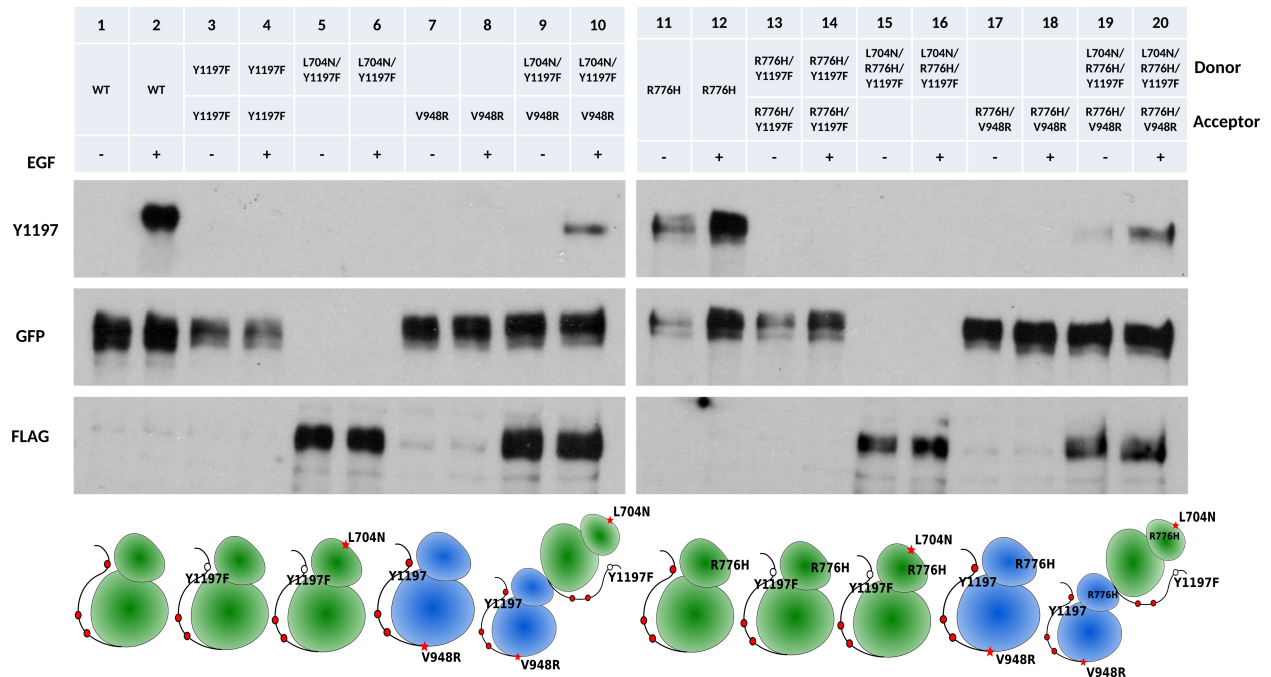 1 2 3 4 5 6 7 8 9 10 11 12 13 14 15 16 17 18 19 20
WT WT Y1197F Y1197F L704N/ Y1197F L704N/ Y1197F L704N/ Y1197F L704N/ Y1197F R776H R776H R776H/ Y1197F R776H/ Y1197F L704N/ R776H/ Y1197F L704N/ R776H/ Y1197F L704N/ R776H/ Y1197F L704N/ R776H/ Y1197F Donor
Y1197F Y1197F V948R V948R V948R V948R R776H/ Y1197F R776H/ Y1197F R776H/ V948R R776H/ V948R R776H/ V948R R776H/ V948R Acceptor
EGF - + - + - + - + - + - + - + - + - + - +
Y1197
GFP
FLAG
L704N L704N
L704N R776H L704N
Y1197F Y1197F Y1197 Y1197F R776H R776H R776H R776H Y1197F
Y1197F Y1197F Y1197
Y1197 R776H
Y1197
V948R V948R V948R V948R